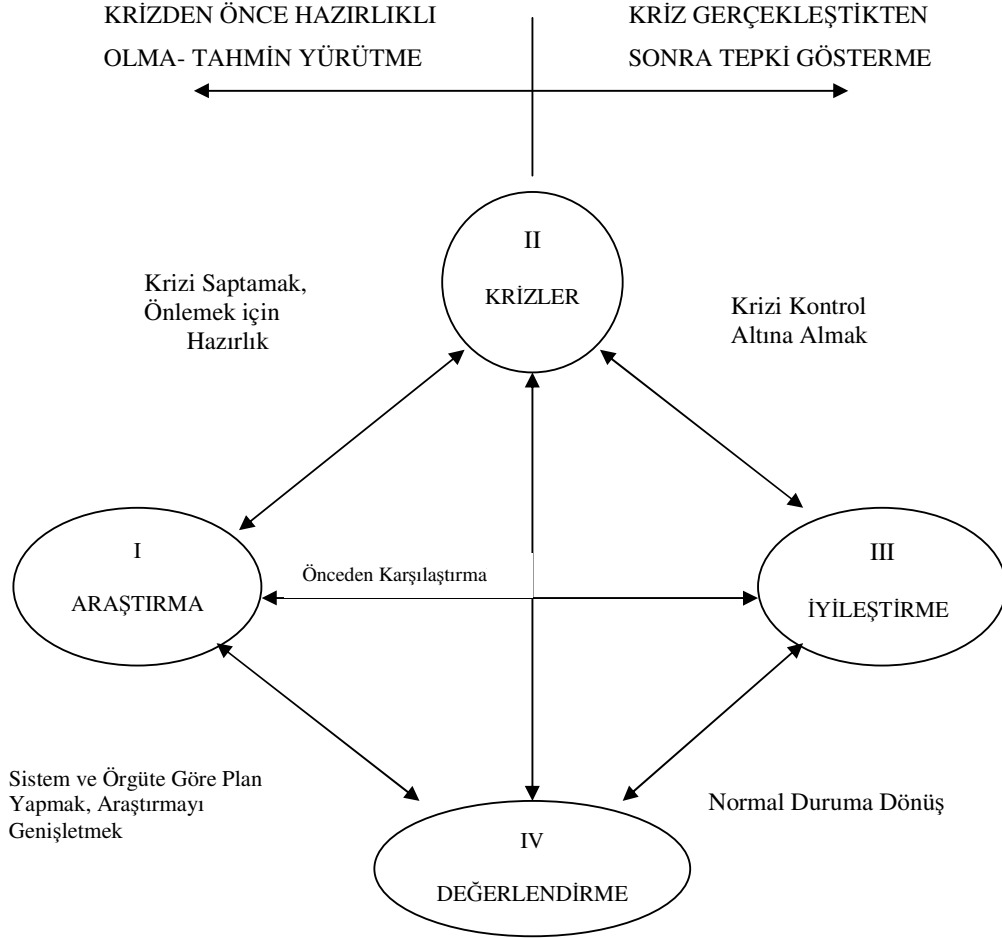 KRİZDEN ÖNCE HAZIRLIKLI
OLMA- TAHMİN YÜRÜTME
KRİZ GERÇEKLEŞTİKTEN
SONRA TEPKİ GÖSTERME
II
KRİZLER
Krizi Saptamak,
Önlemek için
Hazırlık
Krizi Kontrol
Altına Almak
I
ARAŞTIRMA
Önceden Karşılaştırma
III
İYİLEŞTİRME
Sistem ve Örgüte Göre Plan
Yapmak, Araştırmayı
Genişletmek
Normal Duruma Dönüş
IV
DEĞERLENDİRME